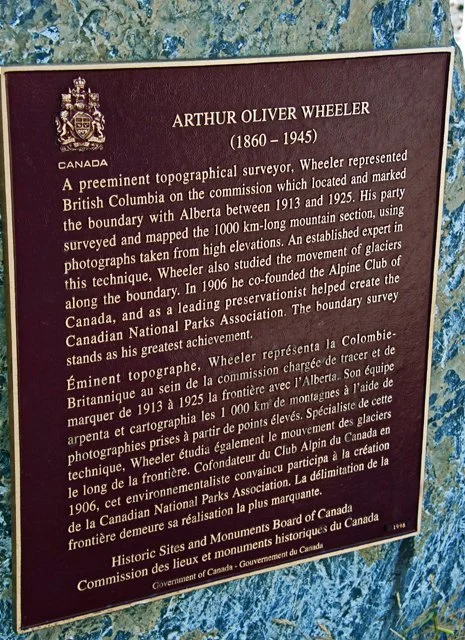 CANADA
ARTHUR OLIVER WHEELER
(1860 – 1945)
A preeminent topographical surveyor, Wheeler represented
British Columbia on the commission which located and marked
the boundary with Alberta between 1913 and 1925. His party
surveyed and mapped the 1000 km-long mountain section, using
photographs taken from high elevations. An established expert in
this technique, Wheeler also studied the movement of glaciers
along the boundary. In 1906 he co-founded the Alpine Club of
Canada, and as a leading preservationist helped create the
Canadian National Parks Association. The boundary survey
stands as his greatest achievement.
Éminent topographe, Wheeler représenta la Colombie-
Britannique au sein de la commission chargée de tracer et de
marquer de 1913 à 1925 la frontière avec l'Alberta. Son équipe
arpenta et cartographia les 1 000 km de montagnes à l'aide de
photographies prises à partir de points élevés. Spécialiste de cette
technique, Wheeler étudia également le mouvement des glaciers
le long de la frontière. Cofondateur du Club Alpin du Canada en
1906, cet environnementaliste convaincu participa à la création
de la Canadian National Parks Association. La délimitation de la
frontière demeure sa réalisation la plus marquante.
Historic Sites and Monuments Board of Canada
Commission des lieux et monuments historiques du Canada
Government of Canada - Gouvernement du Canada